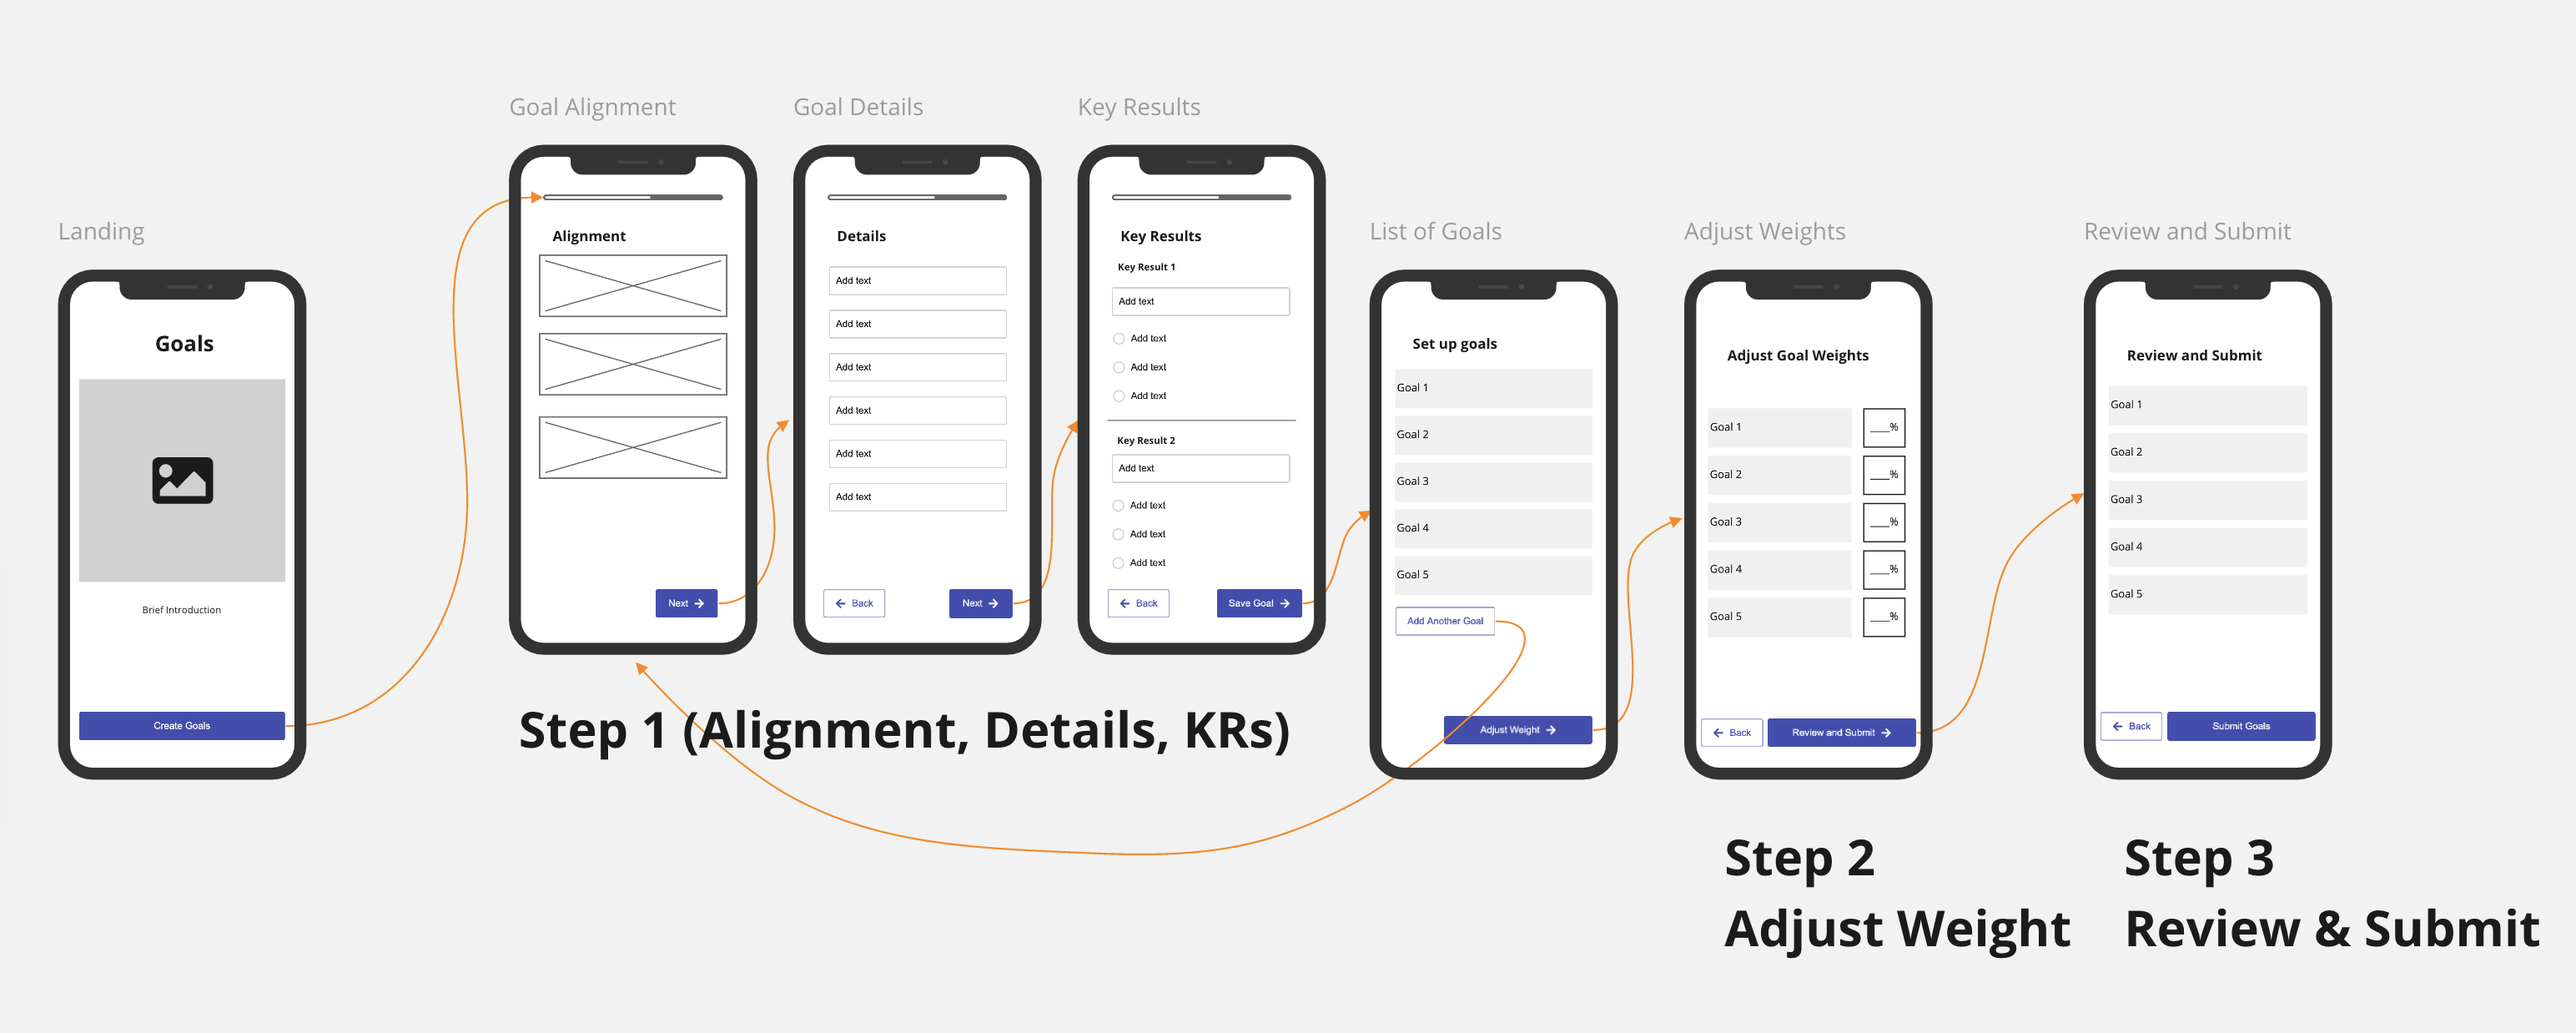 Landing
Goals
Brief Introduction
Create Goals
Goal Alignment
Alignment
Next
Goal Details
Details
Add text
Add text
Add text
Add text
Add text
Add text
Back
Next
Key Results
Key Results
Key Result 1
Add text
Add text
Add text
Add text
Key Result 2
Add text
Add text
Add text
Add text
Back
Save Goal
Step 1 (Alignment, Details, KRs)
List of Goals
Set up goals
Goal 1
Goal 2
Goal 3
Goal 4
Goal 5
Add Another Goal
Adjust Weight
Adjust Weights
Adjust Goal Weights
Goal 1 ___%
Goal 2 ___%
Goal 3 ___%
Goal 4 ___%
Goal 5 ___%
Back
Review and Submit
Step 2
Adjust Weight
Review and Submit
Review and Submit
Goal 1
Goal 2
Goal 3
Goal 4
Goal 5
Back
Submit Goals
Step 3
Review & Submit